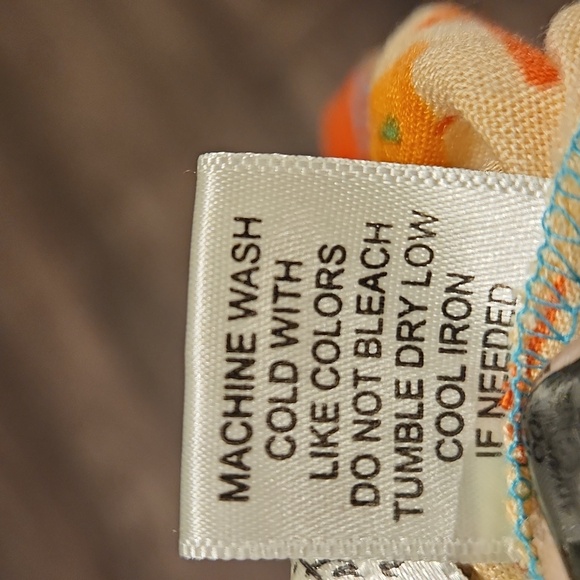 MACHINE WASH
COLD WITH
LIKE COLORS
DO NOT BLEACH
TUMBLE DRY LOW
COOL IRON
IF NEEDED